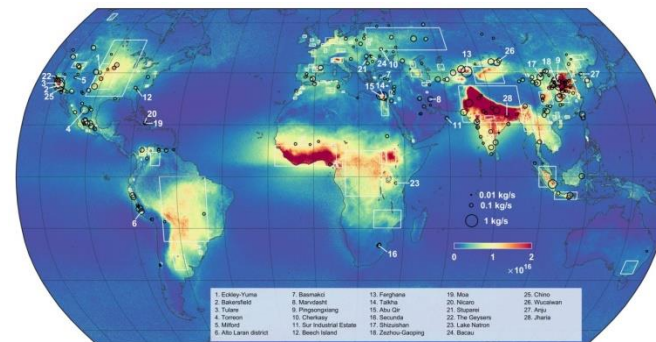 26
13
17 18 9
22
24
21 10
5
27
25
12
15 14
8
28
20
19
4
11
23
6
16
0.01 kg/s
0.1 kg/s
1 kg/s
0 1 2
×10¹⁶
1. Eckley-Yuma
2. Bakersfield
3. Tulare
4. Torreon
5. Milford
6. Alto Laran district
7. Basmakci
8. Marvdasht
9. Pingsongxiang
10. Cherkasy
11. Sur Industrial Estate
12. Beech Island
13. Ferghana
14. Talkha
15. Abu Qir
16. Secunda
17. Shizuishan
18. Zezhou-Gaoping
19. Moa
20. Nicaro
21. Stuparei
22. The Geysers
23. Lake Natron
24. Bacau
25. Chino
26. Wucaiwan
27. Anju
28. Jharia